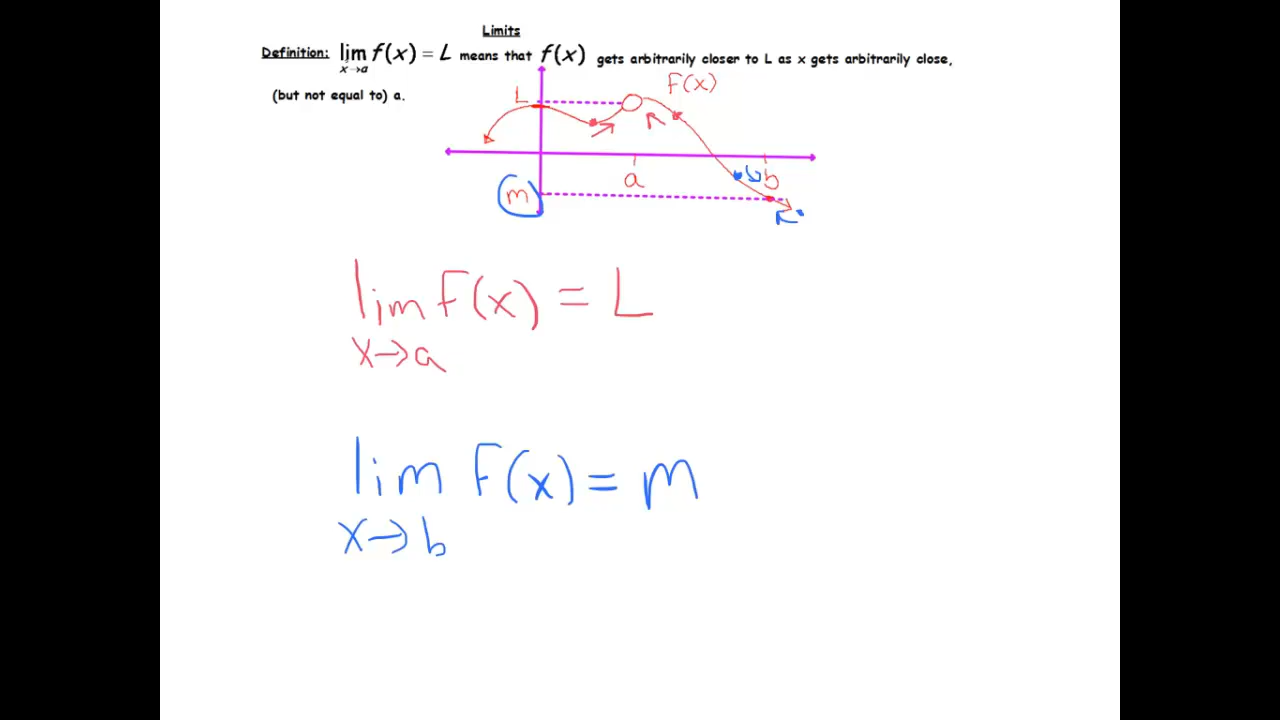 Limits
Definition: lim f(x) = L means that f(x) gets arbitrarily closer to L as x gets arbitrarily close,
x→a
(but not equal to) a.
F(x)
L
a
b
m
lim F(x) = L
x→a
lim F(x) = m
x→b